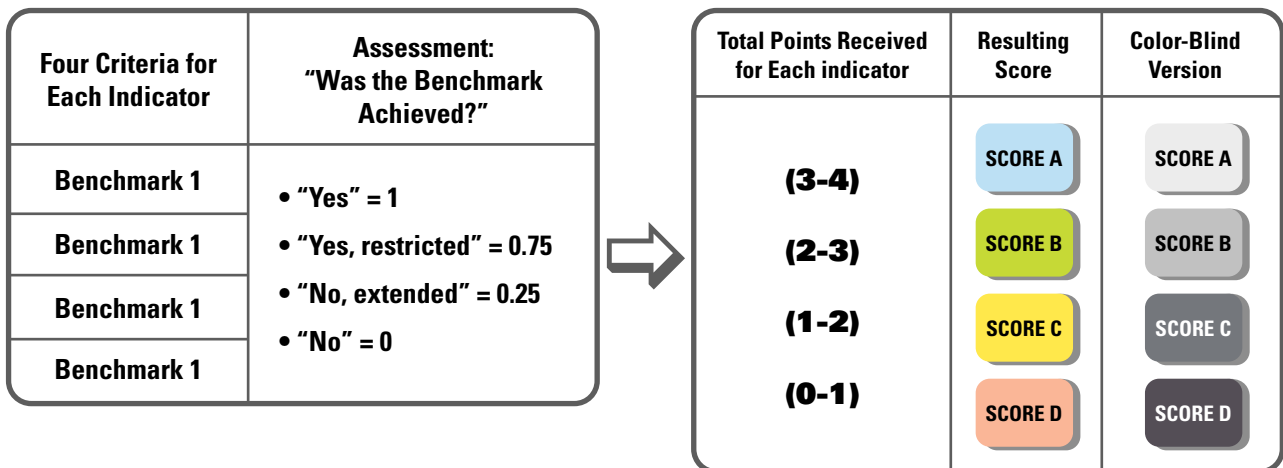 Four Criteria for
Each Indicator
Assessment:
“Was the Benchmark
Achieved?”
Benchmark 1
Benchmark 1
Benchmark 1
Benchmark 1
• “Yes” = 1
• “Yes, restricted” = 0.75
• “No, extended” = 0.25
• “No” = 0
Total Points Received
for Each indicator
Resulting
Score
Color-Blind
Version
(3-4)
SCORE A
SCORE A
(2-3)
SCORE B
SCORE B
(1-2)
SCORE C
SCORE C
(0-1)
SCORE D
SCORE D